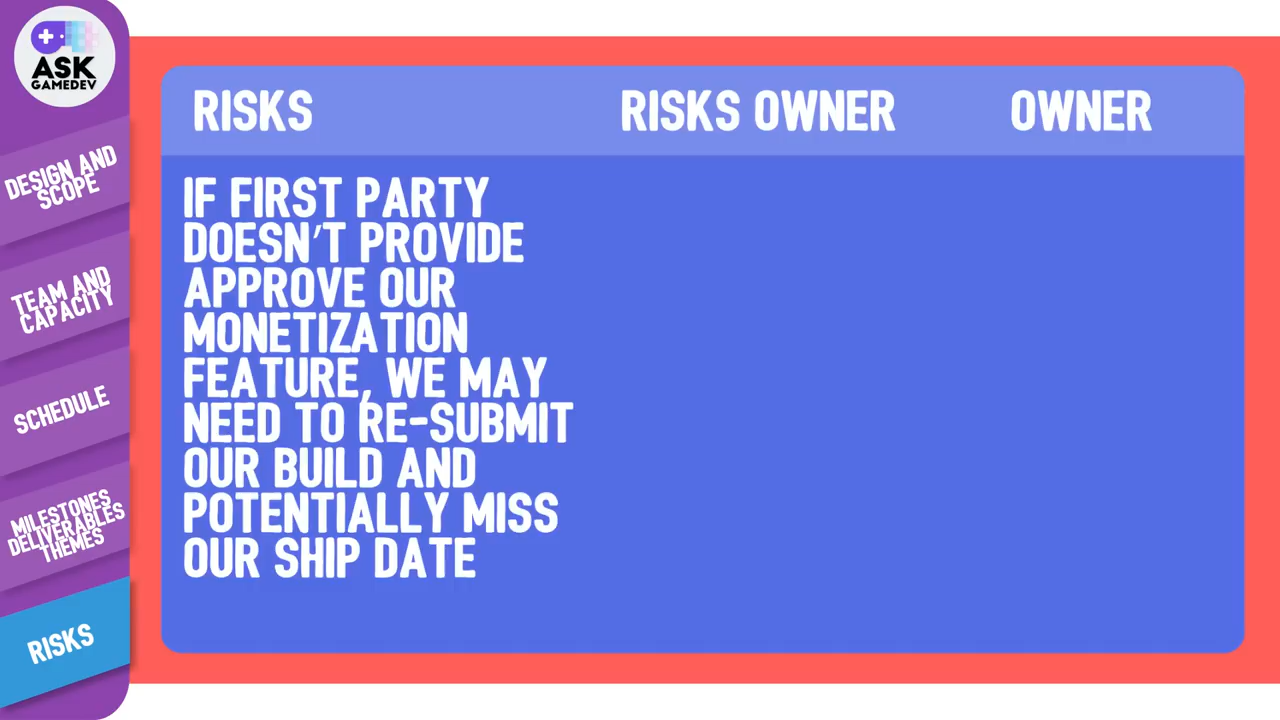 ASK
GAMEDEV
DESIGN AND
SCOPE
TEAM AND
CAPACITY
SCHEDULE
MILESTONES
DELIVERABLES
THEMES
RISKS
RISKS RISKS OWNER OWNER
IF FIRST PARTY
DOESN'T PROVIDE
APPROVE OUR
MONETIZATION
FEATURE, WE MAY
NEED TO RE-SUBMIT
OUR BUILD AND
POTENTIALLY MISS
OUR SHIP DATE